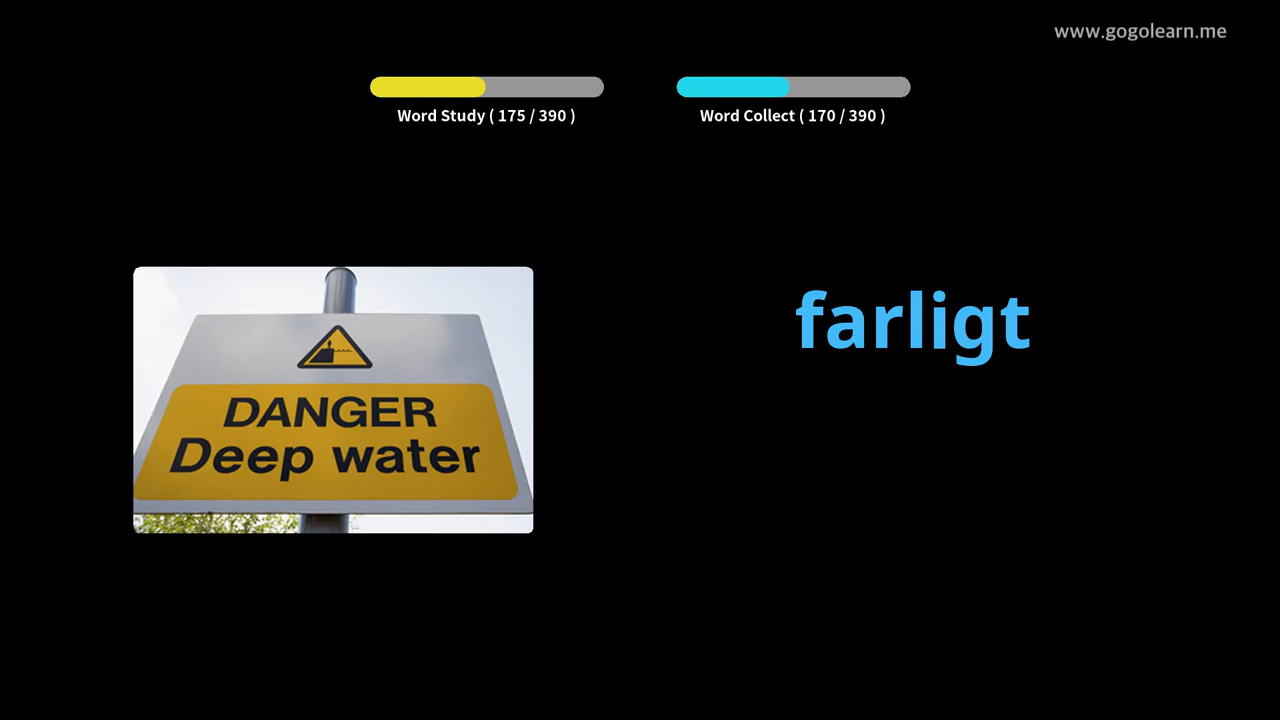 www.gogolearn.me
Word Study ( 175 / 390 )
Word Collect ( 170 / 390 )
farligt
DANGER
Deep water